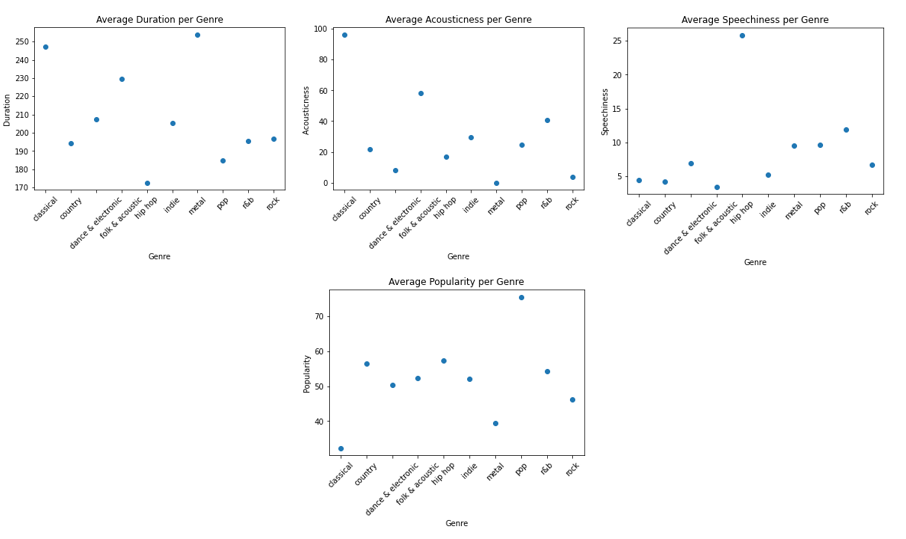 Average Duration per Genre
250
240
230
220
210
200
190
180
170
Duration
classical
country
dance & electronic
folk & acoustic
hip hop
indie
metal
pop
r&b
rock
Genre
Average Acousticness per Genre
100
80
60
40
20
0
Acousticness
classical
country
dance & electronic
folk & acoustic
hip hop
indie
metal
pop
r&b
rock
Genre
Average Speechiness per Genre
25
20
15
10
5
Speechiness
classical
country
dance & electronic
folk & acoustic
hip hop
indie
metal
pop
r&b
rock
Genre
Average Popularity per Genre
70
60
50
40
Popularity
classical
country
dance & electronic
folk & acoustic
hip hop
indie
metal
pop
r&b
rock
Genre